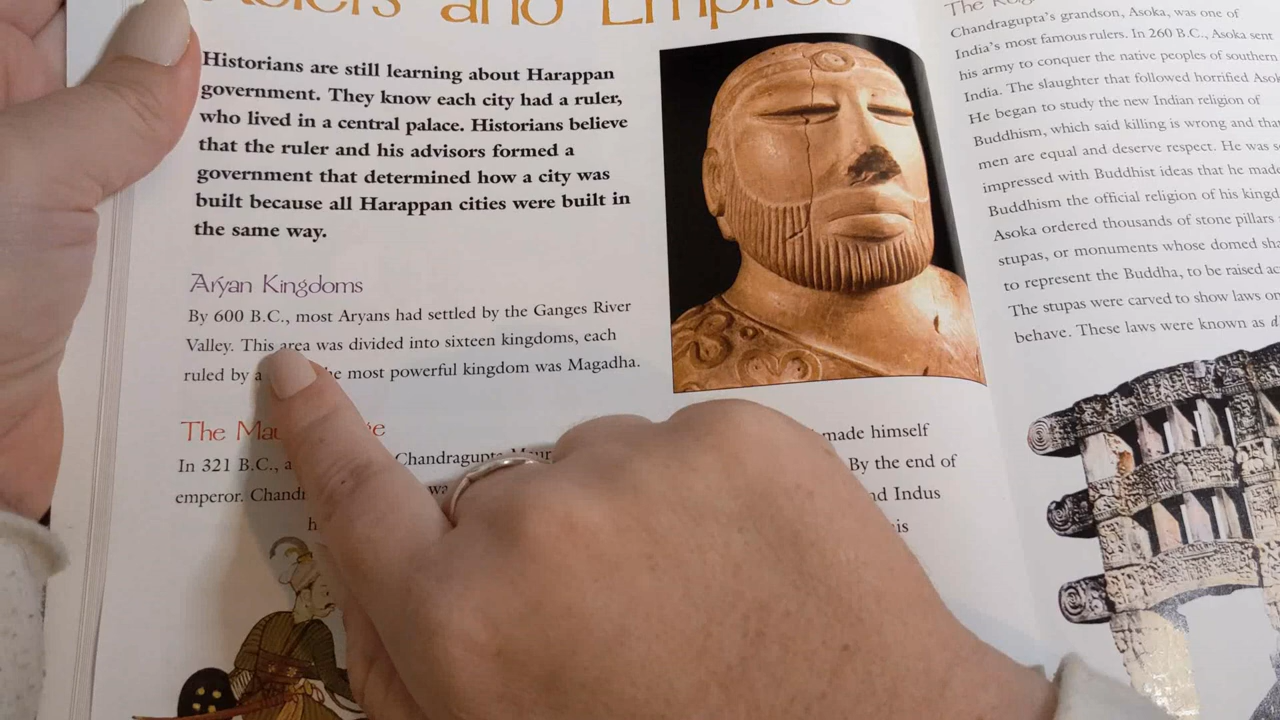 and Empires
Historians are still learning about Harappan
government. They know each city had a ruler,
who lived in a central palace. Historians believe
that the ruler and his advisors formed a
government that determined how a city was
built because all Harappan cities were built in
the same way.
Aryan Kingdoms
By 600 B.C., most Aryans had settled by the Ganges River
Valley. This area was divided into sixteen kingdoms, each
ruled by a most powerful kingdom was Magadha.
The
In 321 B.C., a Chandragupta made himself
emperor. By the end of
Indus
The
Chandragupta's grandson, Asoka, was one of
India's most famous rulers. In 260 B.C., Asoka sent
his army to conquer the native peoples of southern
India. The slaughter that followed horrified
He began to study the new Indian religion of
Buddhism, which said killing is wrong and
men are equal and deserve respect. He was
impressed with Buddhist ideas that he
Buddhism the official religion of his
Asoka ordered thousands of stone pillars
stupas, or monuments whose domed
to represent the Buddha, to be raised
The stupas were carved to show laws
behave. These laws were known as